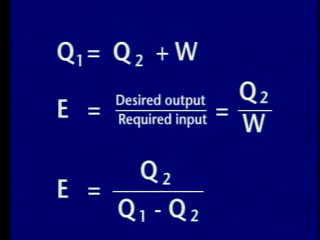 Q₁ = Q₂ + W
E = Desired output / Required input = Q₂ / W
E = Q₂ / Q₁ - Q₂